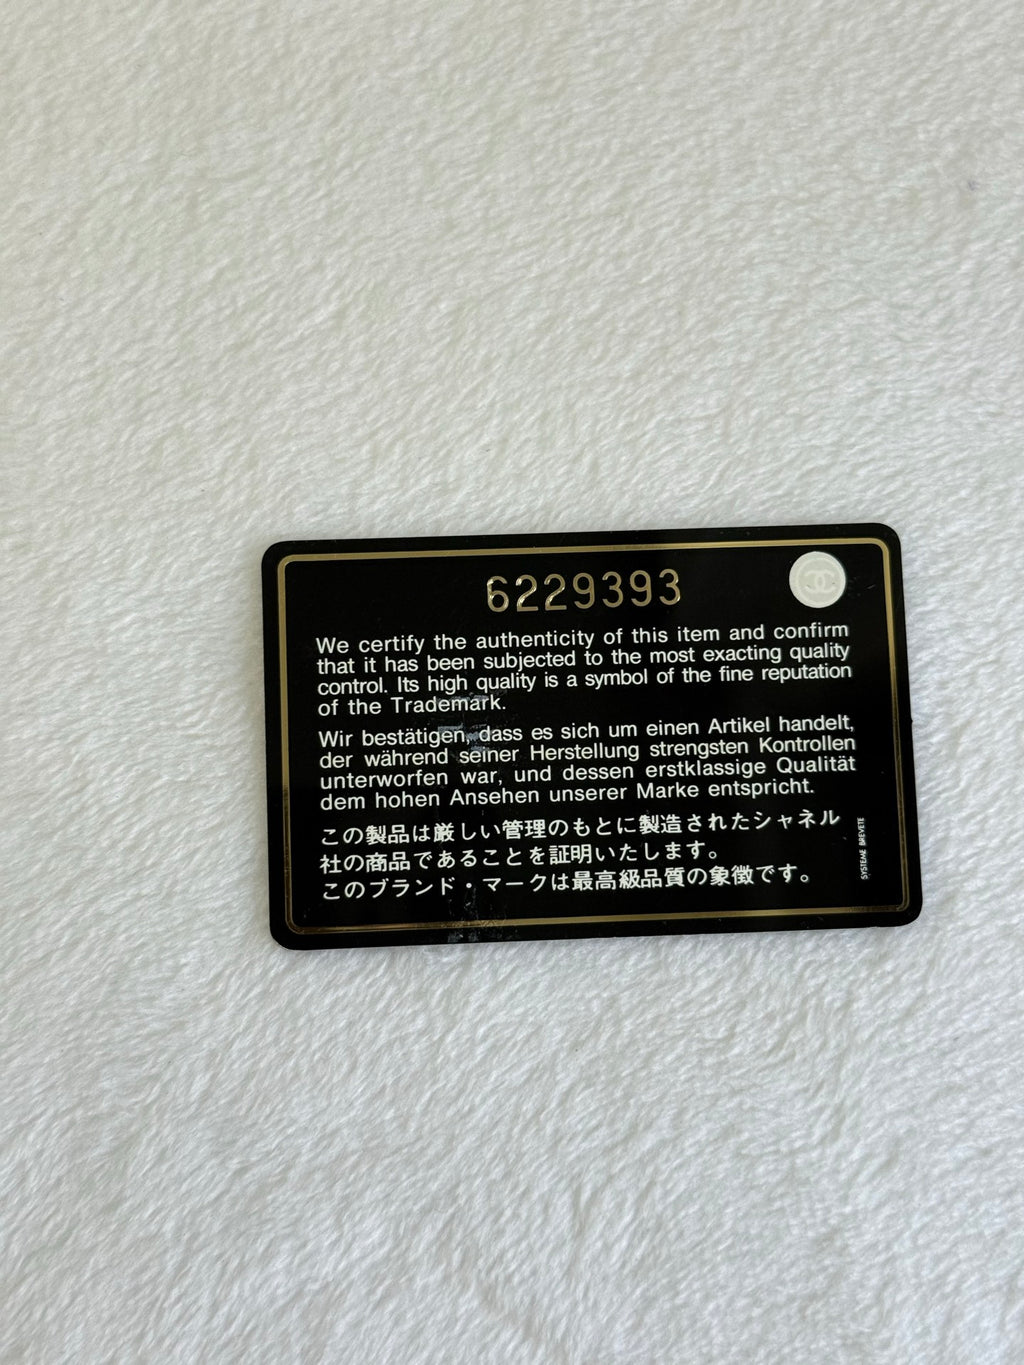 6229393
We certify the authenticity of this item and confirm
that it has been subjected to the most exacting quality
control. Its high quality is a symbol of the fine reputation
of the Trademark.
Wir bestätigen, dass es sich um einen Artikel handelt,
der während seiner Herstellung strengsten Kontrollen
unterworfen war, und dessen erstklassige Qualität
dem hohen Ansehen unserer Marke entspricht.
この製品は厳しい管理のもとに製造されたシャネル
社の商品であることを証明いたします。
このブランド・マークは最高級品質の象徴です。
SYSTEME BREVETE